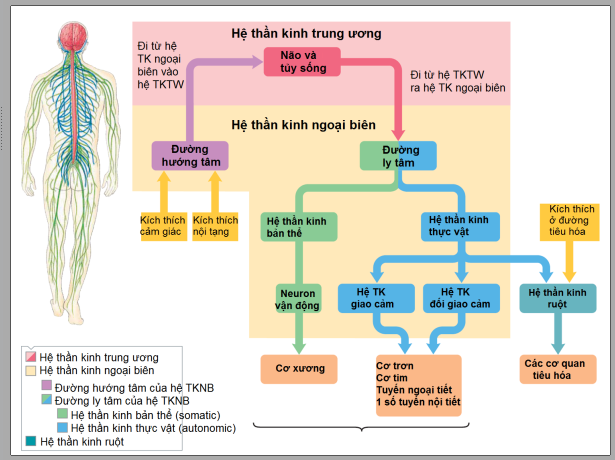 Hệ thần kinh trung ương
Đi từ hệ
TK ngoại
biên vào
hệ TKTW
Não và
tủy sống
Đi từ hệ TKTW
ra hệ TK ngoại biên
Hệ thần kinh ngoại biên
Đường
hướng tâm
Đường
ly tâm
Kích thích
cảm giác
Kích thích
nội tạng
Hệ thần kinh
bản thể
Hệ thần kinh
thực vật
Kích thích
ở đường
tiêu hóa
Neuron
vận động
Hệ TK
giao cảm
Hệ TK
đối giao cảm
Hệ thần kinh
ruột
Cơ xương
Cơ trơn
Cơ tim
Tuyến ngoại tiết
1 số tuyến nội tiết
Các cơ quan
tiêu hóa
Hệ thần kinh trung ương
Hệ thần kinh ngoại biên
Đường hướng tâm của hệ TKNB
Đường ly tâm của hệ TKNB
Hệ thần kinh bản thể (somatic)
Hệ thần kinh thực vật (autonomic)
Hệ thần kinh ruột